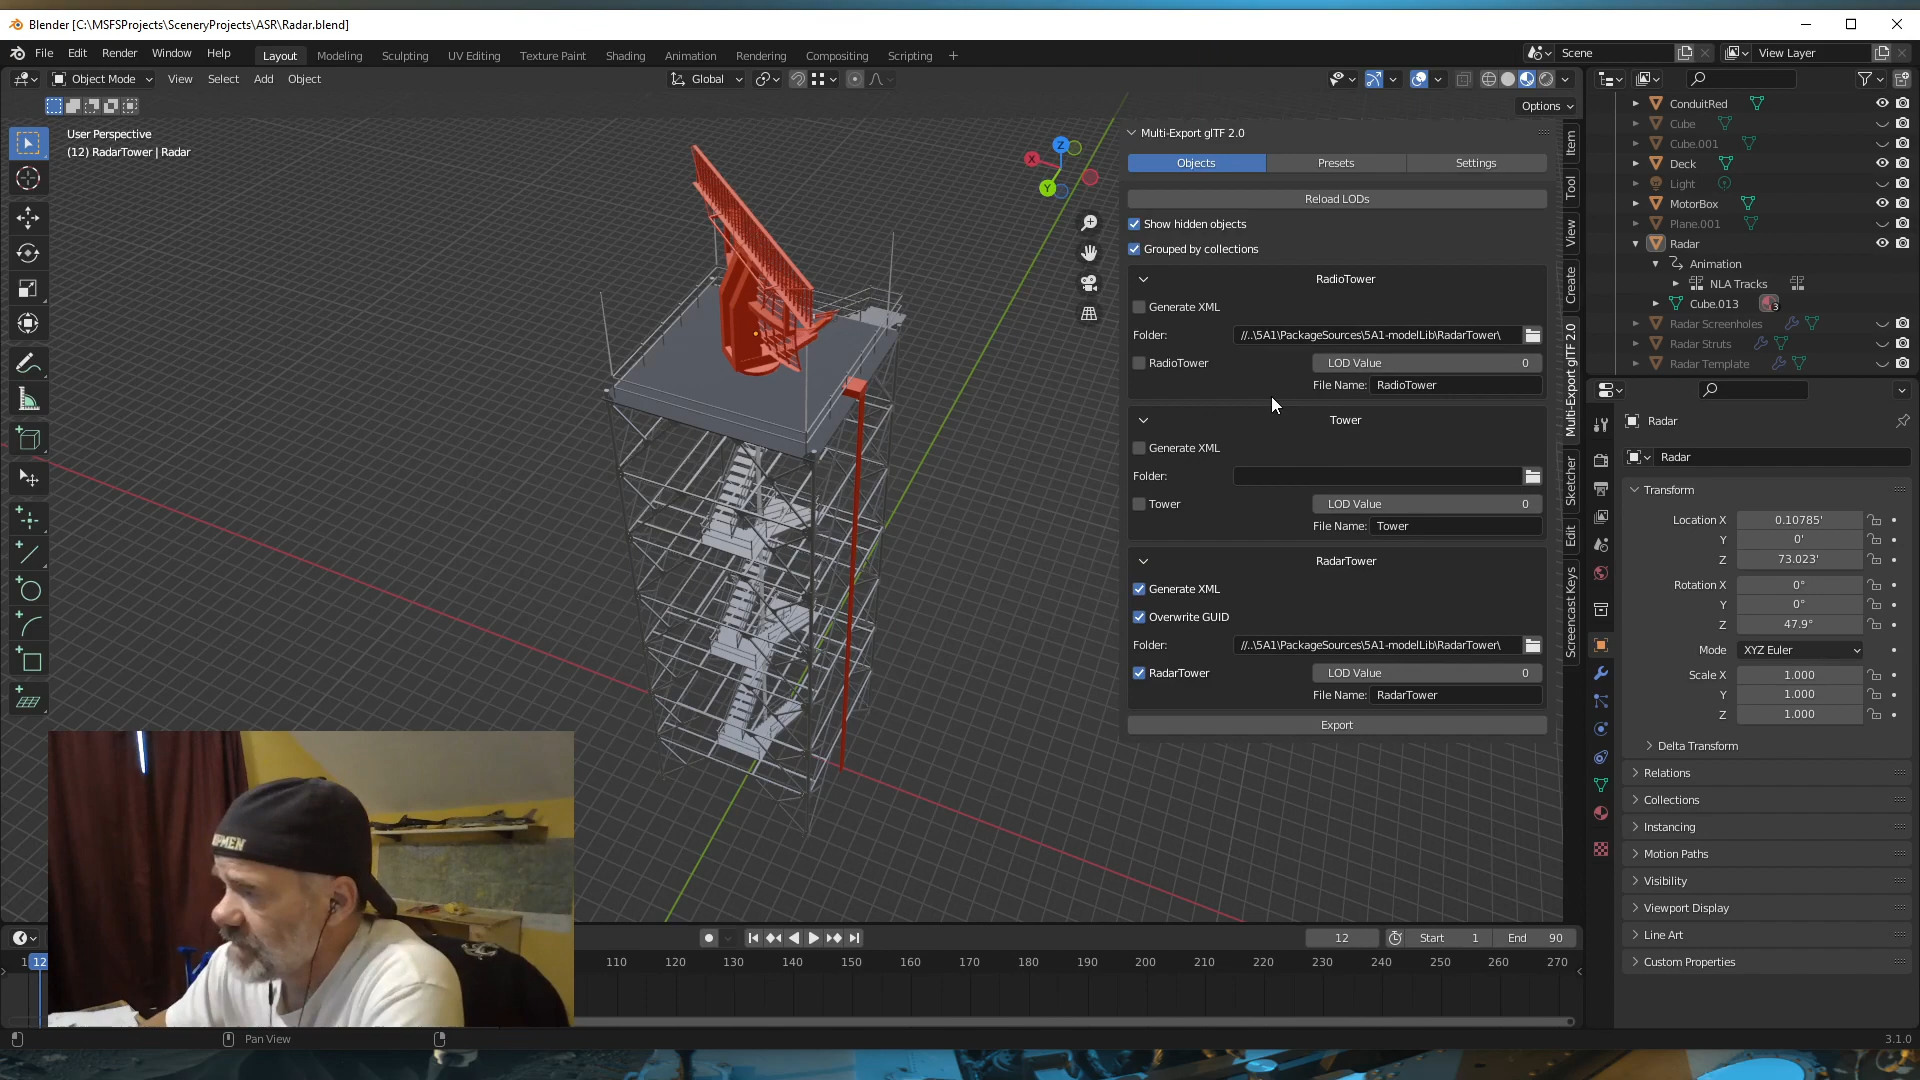 Blender [C:\MSFSProjects\SceneryProjects\ASR\Radar.blend]
File Edit Render Window Help Layout Modeling Sculpting UV Editing Texture Paint Shading Animation Rendering Compositing Scripting + Scene View Layer
Object Mode View Select Add Object Global
Options
User Perspective
(12) RadarTower | Radar
X
Y
Z
Multi-Export glTF 2.0
Objects Presets Settings
Reload LODs
Show hidden objects
Grouped by collections
RadioTower
Generate XML
Folder: //..\5A1\PackageSources\5A1-modelLib\RadarTower\
RadioTower LOD Value 0
File Name: RadioTower
Tower
Generate XML
Folder:
Tower LOD Value 0
File Name: Tower
RadarTower
Generate XML
Overwrite GUID
Folder: //..\5A1\PackageSources\5A1-modelLib\RadarTower\
RadarTower LOD Value 0
File Name: RadarTower
Export
Item
Tool
View
Create
Multi-Export glTF 2.0
Sketcher
Edit
Screencast Keys
ConduitRed
Cube
Cube.001
Deck
Light
MotorBox
Plane.001
Radar
Animation
NLA Tracks
Cube.013 3
Radar Screenholes
Radar Struts
Radar Template
Radar
Radar
Transform
Location X 0.10785'
Y 0'
Z 73.023'
Rotation X 0°
Y 0°
Z 47.9°
Mode XYZ Euler
Scale X 1.000
Y 1.000
Z 1.000
Delta Transform
Relations
Collections
Instancing
Motion Paths
Visibility
Viewport Display
Line Art
Custom Properties
12 Start 1 End 90
1 12 110 120 130 140 150 160 170 180 190 200 210 220 230 240 250 260 270
Pan View 3.1.0